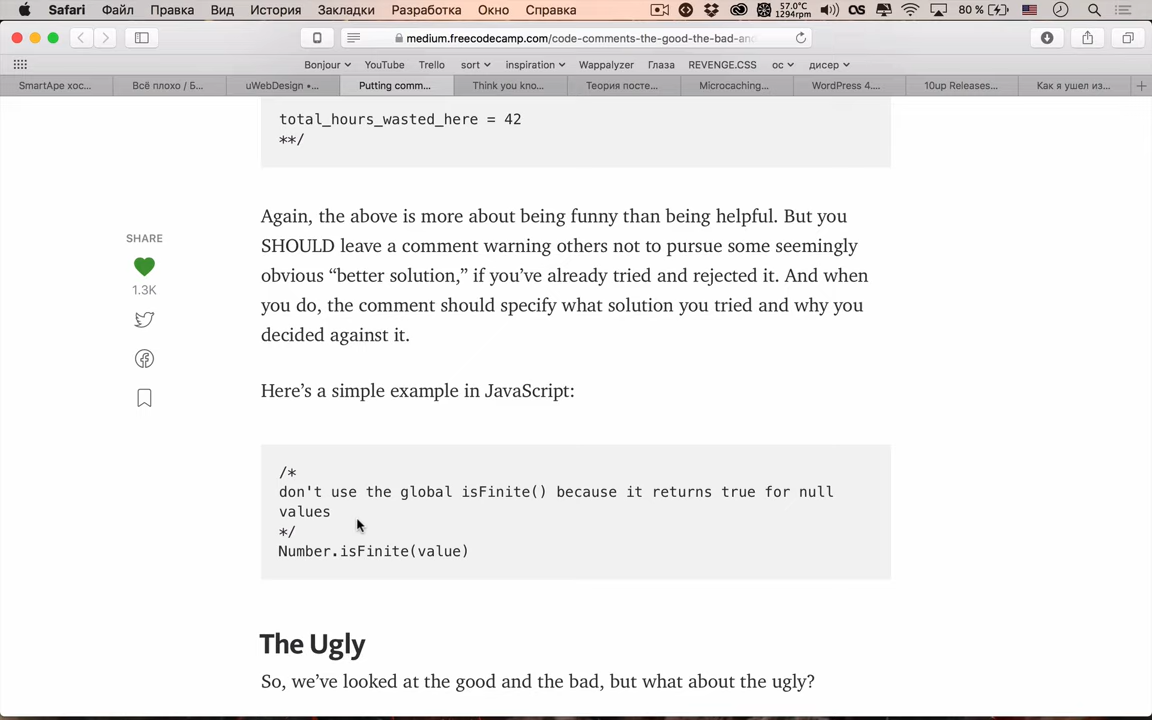 Safari Файл Правка Вид История Закладки Разработка Окно Справка 57.0°C 1294rpm 80 %
medium.freecodecamp.com/code-comments-the-good-the-bad-and-
Bonjour YouTube Trello sort inspiration Wappalyzer Глаза REVENGE.CSS ос дисер
SmartApe хос... Всё плохо / Б... uWebDesign •... Putting comm... Think you kno... Теория посте... Microcaching... WordPress 4.... 10up Releases... Как я ушел из...
total_hours_wasted_here = 42
**/
Again, the above is more about being funny than being helpful. But you
SHOULD leave a comment warning others not to pursue some seemingly
obvious “better solution,” if you’ve already tried and rejected it. And when
you do, the comment should specify what solution you tried and why you
decided against it.
SHARE
1.3K
Here’s a simple example in JavaScript:
/*
don't use the global isFinite() because it returns true for null
values
*/
Number.isFinite(value)
The Ugly
So, we’ve looked at the good and the bad, but what about the ugly?